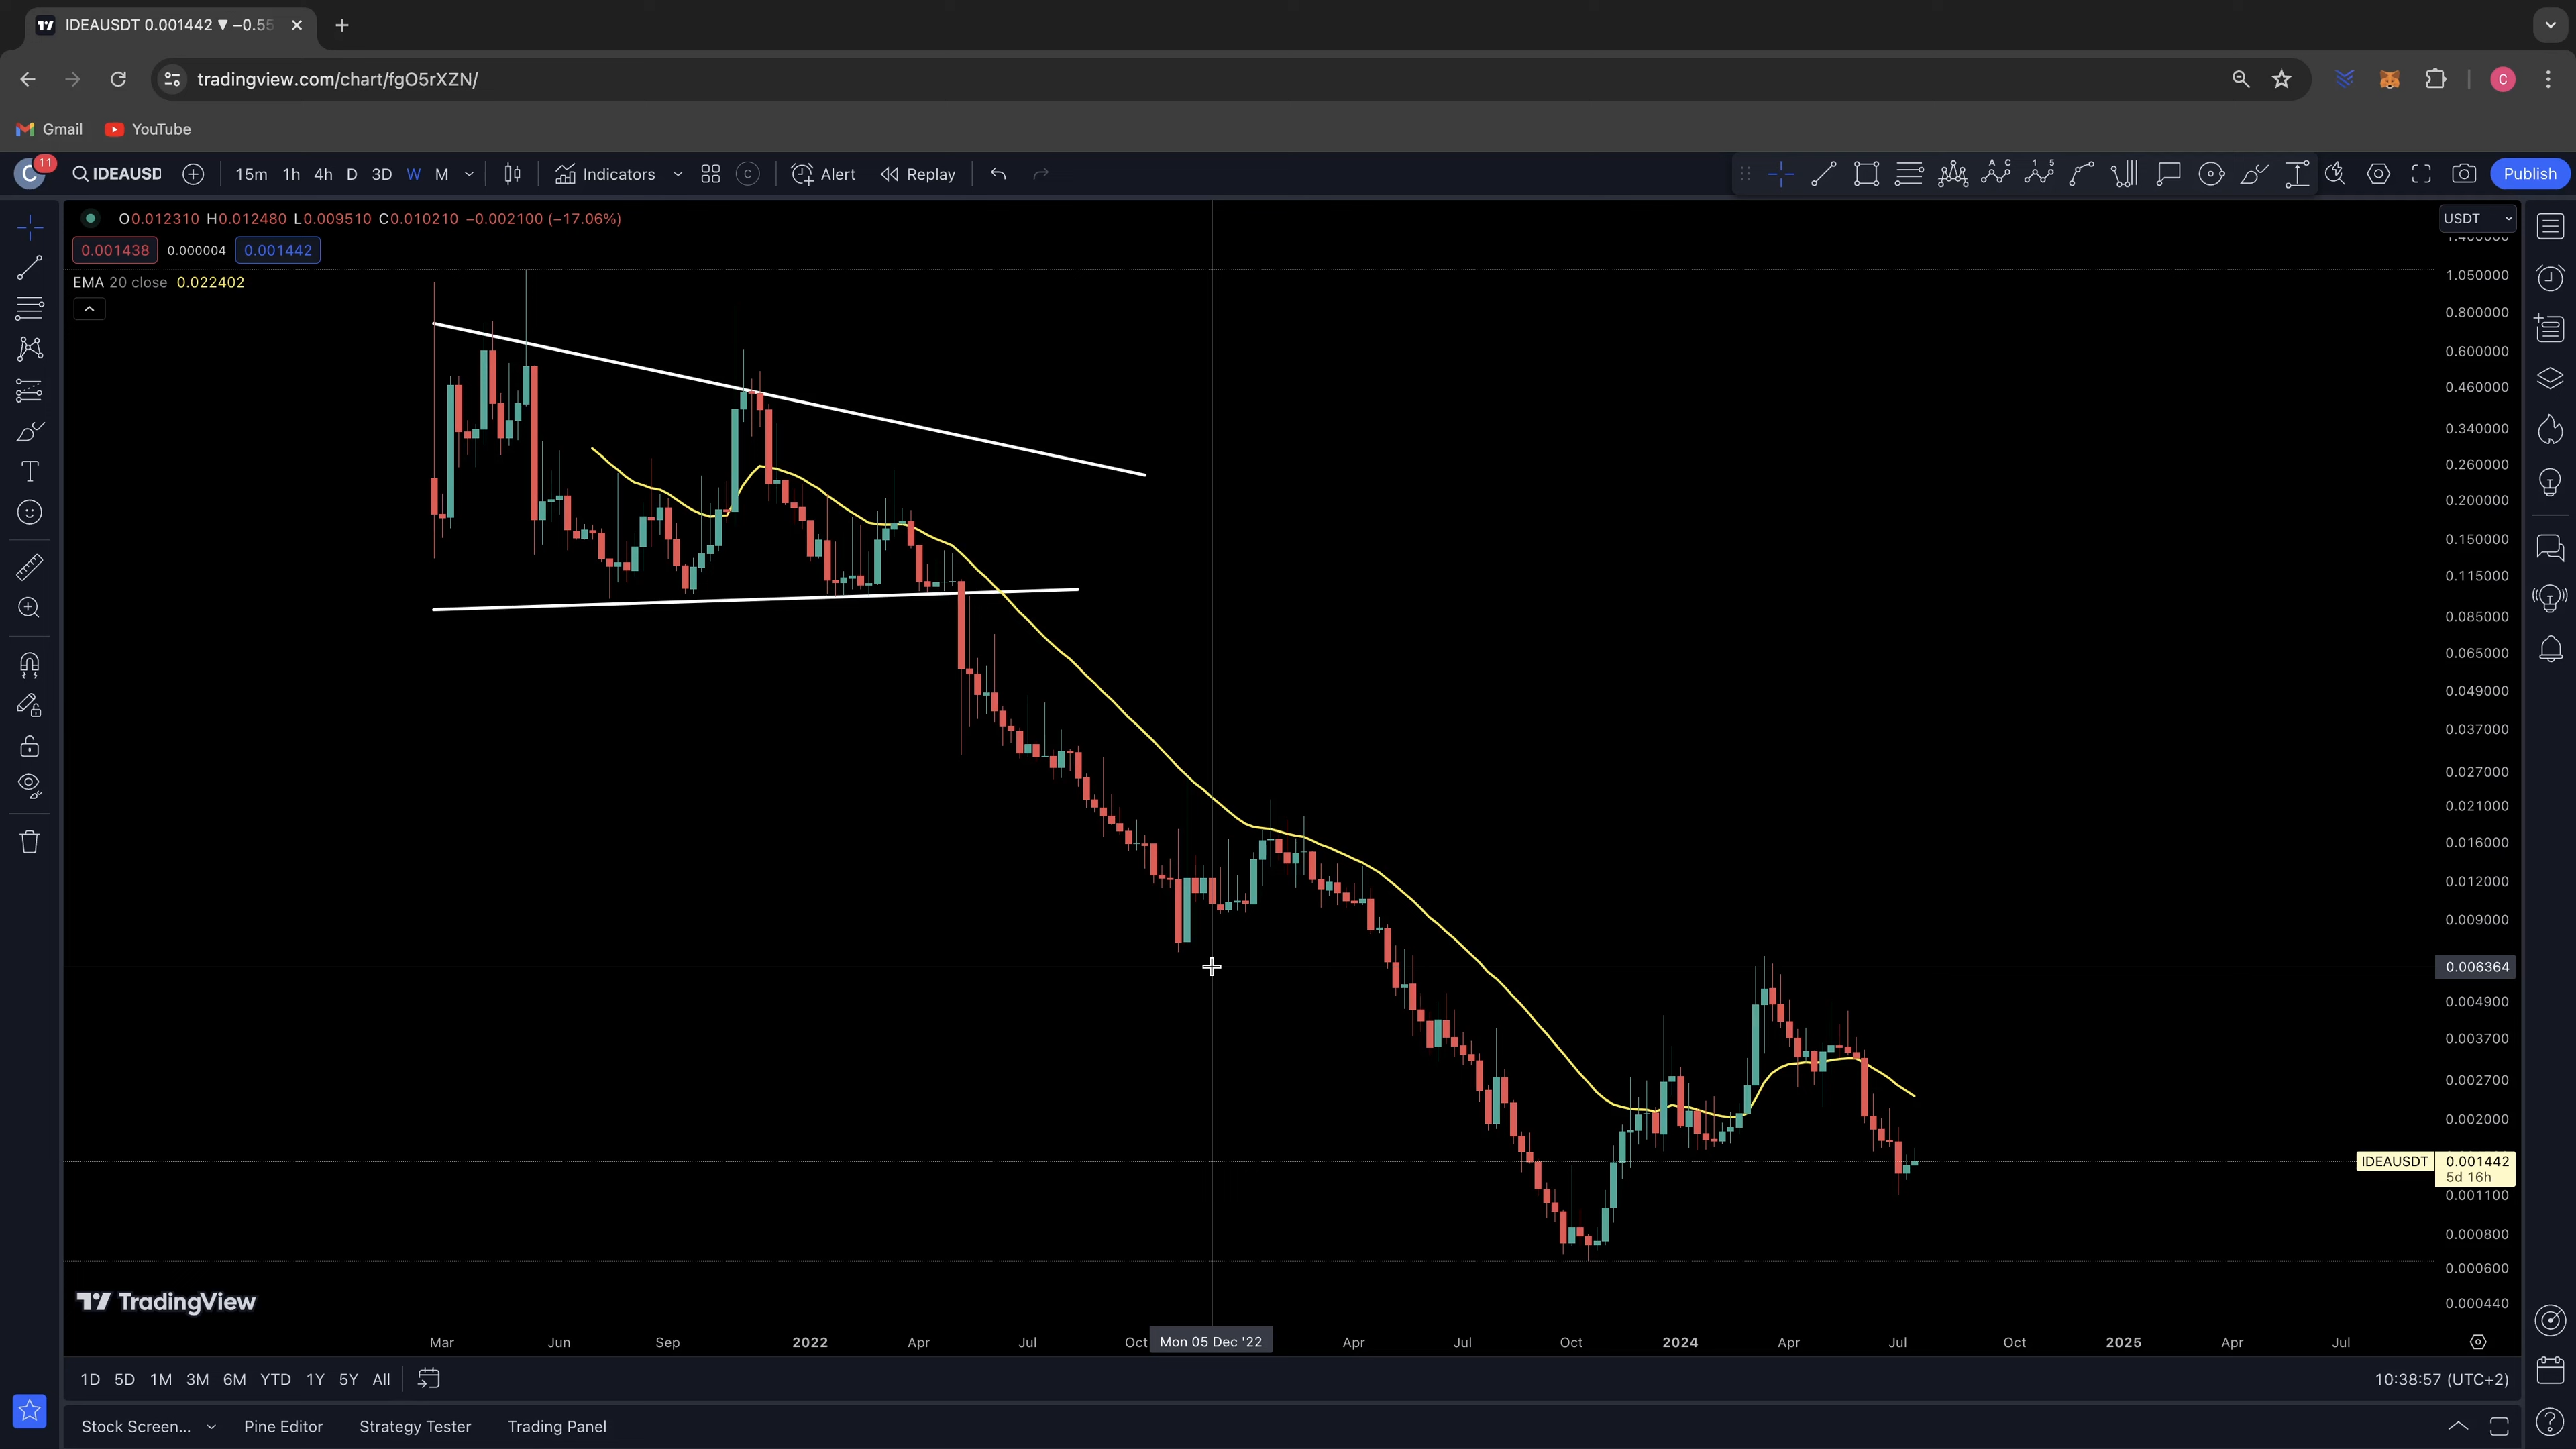 IDEAUSDT 0.001442 ▼ −0.55
tradingview.com/chart/fgO5rXZN/
C
Gmail YouTube
C 11 IDEAUSD 15m 1h 4h D 3D W M Indicators C Alert Replay A C 1 5 Publish
O0.012310 H0.012480 L0.009510 C0.010210 −0.002100 (−17.06%)
USDT
0.001438 0.000004 0.001442
EMA 20 close 0.022402
1.050000
0.800000
0.600000
0.460000
0.340000
0.260000
0.200000
0.150000
0.115000
0.085000
0.065000
0.049000
0.037000
0.027000
0.021000
0.016000
0.012000
0.009000
0.006364
0.004900
0.003700
0.002700
0.002000
IDEAUSDT 0.001442
5d 16h
0.001100
0.000800
0.000600
0.000440
TradingView
Mar Jun Sep 2022 Apr Jul Oct Mon 05 Dec '22 Apr Jul Oct 2024 Apr Jul Oct 2025 Apr Jul
1D 5D 1M 3M 6M YTD 1Y 5Y All 10:38:57 (UTC+2)
Stock Screen... Pine Editor Strategy Tester Trading Panel